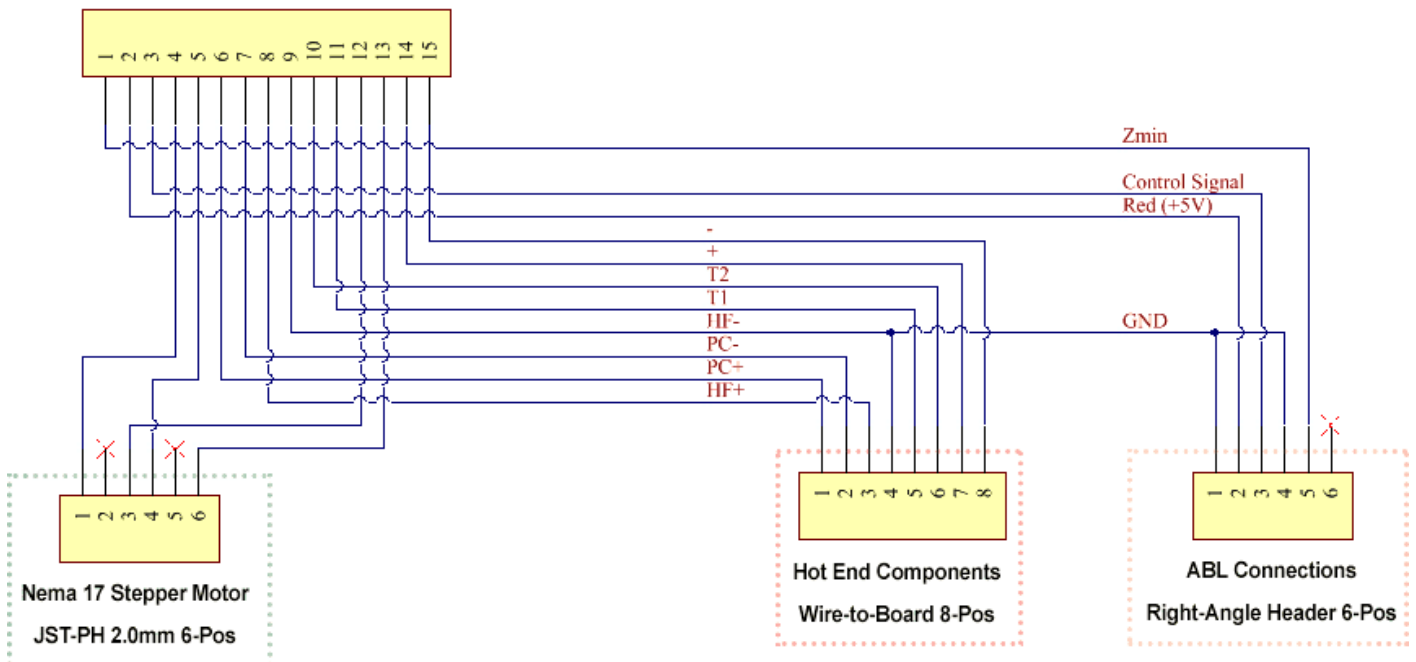 1 2 3 4 5 6 7 8 9 10 11 12 13 14 15
Zmin
Control Signal
Red (+5V)
-
+
T2
T1
HF-
GND
PC-
PC+
HF+
1 2 3 4 5 6
Nema 17 Stepper Motor
JST-PH 2.0mm 6-Pos
1 2 3 4 5 6 7 8
Hot End Components
Wire-to-Board 8-Pos
1 2 3 4 5 6
ABL Connections
Right-Angle Header 6-Pos